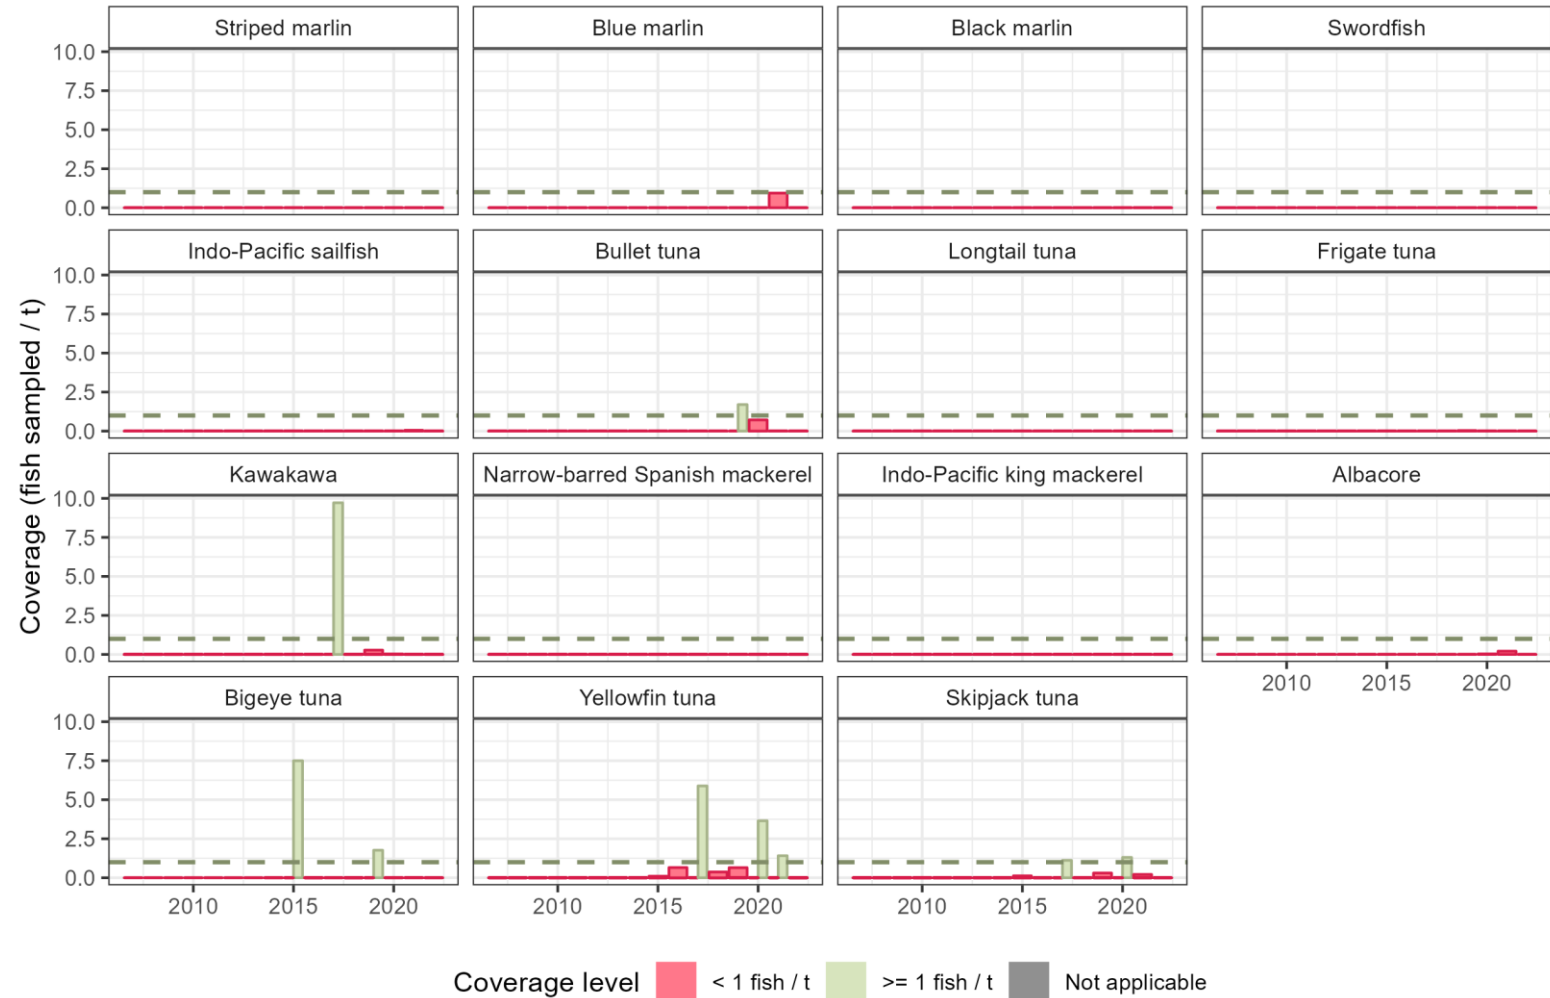 Striped marlin
Blue marlin
Black marlin
Swordfish
10.0
7.5
5.0
2.5
0.0
Indo-Pacific sailfish
Bullet tuna
Longtail tuna
Frigate tuna
10.0
7.5
5.0
2.5
0.0
Coverage (fish sampled / t)
Kawakawa
Narrow-barred Spanish mackerel
Indo-Pacific king mackerel
Albacore
10.0
7.5
5.0
2.5
0.0
2010 2015 2020
Bigeye tuna
Yellowfin tuna
Skipjack tuna
10.0
7.5
5.0
2.5
0.0
2010 2015 2020
2010 2015 2020
2010 2015 2020
Coverage level < 1 fish / t >= 1 fish / t Not applicable